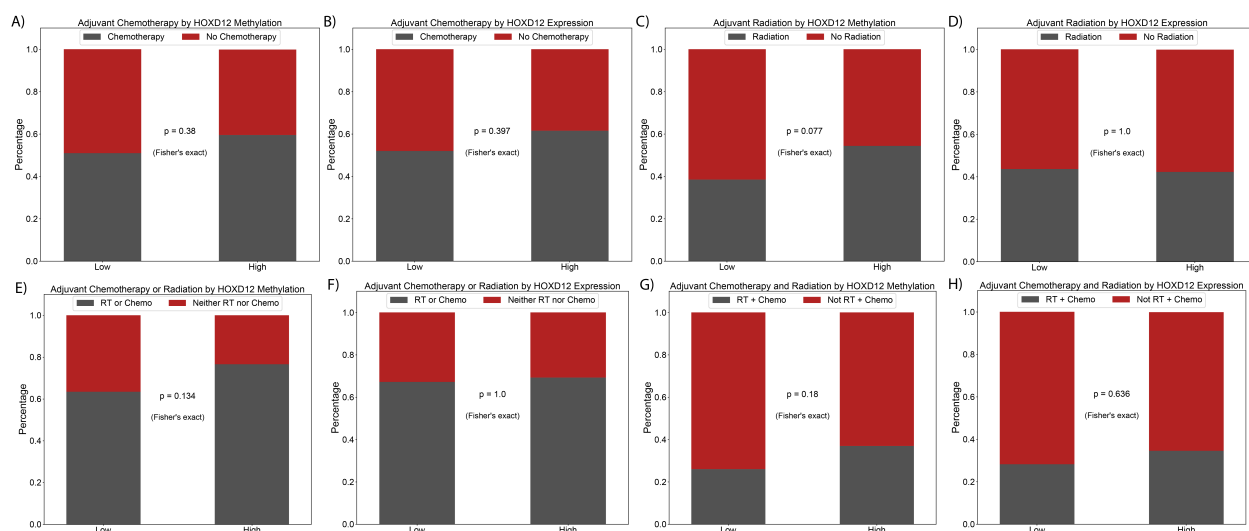 A)
Adjuvant Chemotherapy by HOXD12 Methylation
Chemotherapy No Chemotherapy
1.0
0.8
0.6
0.4
0.2
0.0
Percentage
p = 0.38
(Fisher's exact)
Low High
B)
Adjuvant Chemotherapy by HOXD12 Expression
Chemotherapy No Chemotherapy
1.0
0.8
0.6
0.4
0.2
0.0
Percentage
p = 0.397
(Fisher's exact)
Low High
C)
Adjuvant Radiation by HOXD12 Methylation
Radiation No Radiation
1.0
0.8
0.6
0.4
0.2
0.0
Percentage
p = 0.077
(Fisher's exact)
Low High
D)
Adjuvant Radiation by HOXD12 Expression
Radiation No Radiation
1.0
0.8
0.6
0.4
0.2
0.0
Percentage
p = 1.0
(Fisher's exact)
Low High
E)
Adjuvant Chemotherapy or Radiation by HOXD12 Methylation
RT or Chemo Neither RT nor Chemo
1.0
0.8
0.6
0.4
0.2
0.0
Percentage
p = 0.134
(Fisher's exact)
Low High
F)
Adjuvant Chemotherapy or Radiation by HOXD12 Expression
RT or Chemo Neither RT nor Chemo
1.0
0.8
0.6
0.4
0.2
0.0
Percentage
p = 1.0
(Fisher's exact)
Low High
G)
Adjuvant Chemotherapy and Radiation by HOXD12 Methylation
RT + Chemo Not RT + Chemo
1.0
0.8
0.6
0.4
0.2
0.0
Percentage
p = 0.18
(Fisher's exact)
Low High
H)
Adjuvant Chemotherapy and Radiation by HOXD12 Expression
RT + Chemo Not RT + Chemo
1.0
0.8
0.6
0.4
0.2
0.0
Percentage
p = 0.636
(Fisher's exact)
Low High